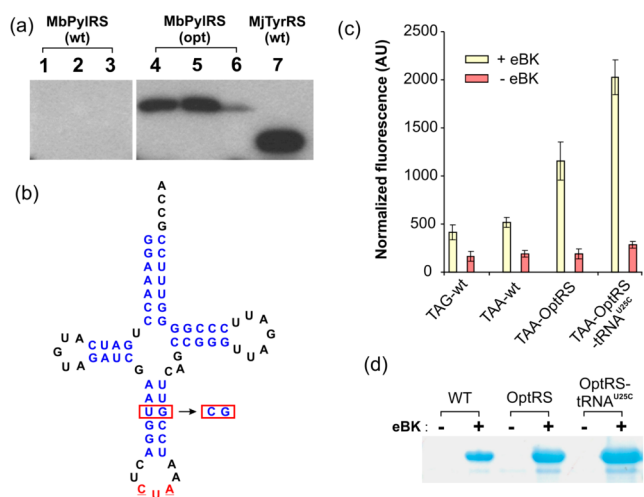 (a)
MbPylRS
(wt)
MbPylRS
(opt)
MjTyrRS
(wt)
1 2 3 4 5 6 7
(b)
A
C
C
G
G C
G C
A U
A U
A U
C G
C G
U
G G C C C U U
A
G
C G G G U U A
G A
C
C U A G
G A U C
U
G
A
U
G
A U
A U
U G → C G
G C
G C
A U
C A
U A
C U A
(c)
Normalized fluorescence (AU)
2500
2000
1500
1000
500
0
+ eBK
- eBK
TAG-wt
TAA-wt
TAA-OptRS
TAA-OptRS
-tRNAᵁ²⁵ᶜ
(d)
WT OptRS OptRS-
tRNAᵁ²⁵ᶜ
eBK : - + - + - +